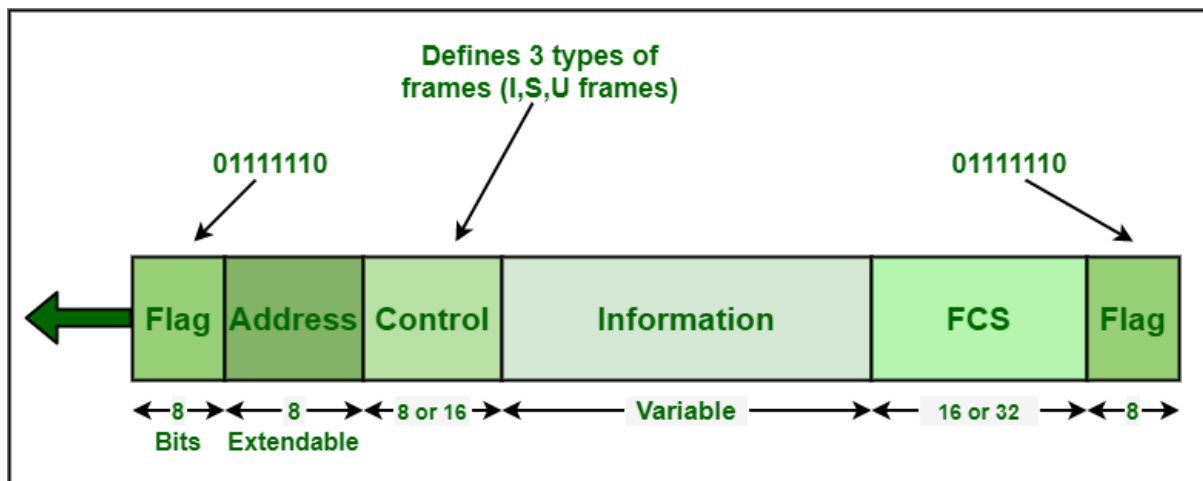 Defines 3 types of
frames (I,S,U frames)
01111110
01111110
Flag
Address
Control
Information
FCS
Flag
8
8
8 or 16
Variable
16 or 32
8
Bits
Extendable